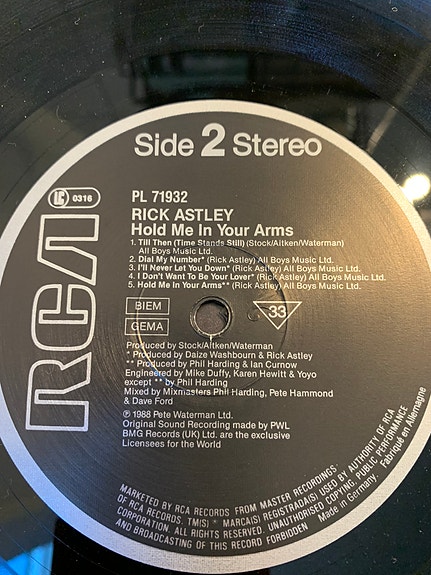 Side 2 Stereo
LC 0316
PL 71932
RICK ASTLEY
Hold Me In Your Arms
1. Till Then (Time Stands Still) (Stock/Aitken/Waterman)
All Boys Music Ltd.
2. Dial My Number* (Rick Astley) All Boys Music Ltd.
3. I'll Never Let You Down* (Rick Astley) All Boys Music Ltd.
4. I Don't Want To Be Your Lover* (Rick Astley) All Boys Music Ltd.
5. Hold Me In Your Arms** (Rick Astley) All Boys Music Ltd.
RCA
BIEM
GEMA
33
Produced by Stock/Aitken/Waterman
* Produced by Daize Washbourn & Rick Astley
** Produced by Phil Harding & Ian Curnow
Engineered by Mike Duffy, Karen Hewitt & Yoyo
except ** by Phil Harding
Mixed by Mixmasters Phil Harding, Pete Hammond
& Dave Ford
℗ 1988 Pete Waterman Ltd.
Original Sound Recording made by PWL
BMG Records (UK) Ltd. are the exclusive
Licensees for the World
MARKETED BY RCA RECORDS FROM MASTER RECORDINGS
OF RCA RECORDS. TM(S) * MARCA(S) REGISTRADA(S) USED BY AUTHORITY OF RCA
CORPORATION. ALL RIGHTS RESERVED. UNAUTHORISED COPYING, PUBLIC PERFORMANCE
AND BROADCASTING OF THIS RECORD FORBIDDEN Made in Germany. Fabriqué en Allemagne